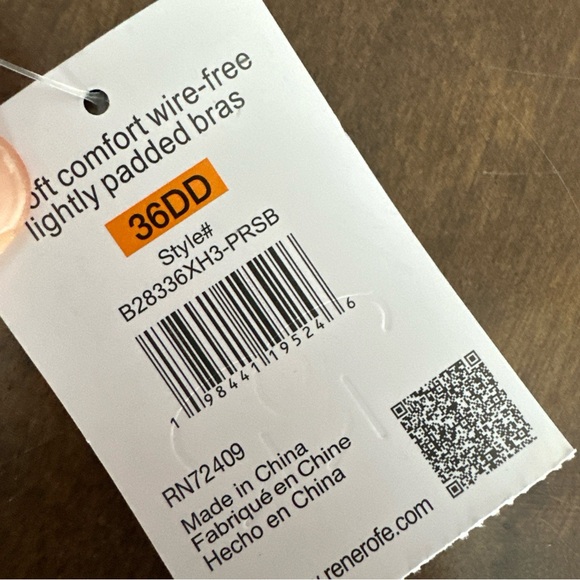 oft comfort wire-free
lightly padded bras
36DD
Style#
B28336XH3-PRSB
1 98441 19524 6
RN72409
Made in China
Fabriqué en Chine
Hecho en China
.renerofe.com